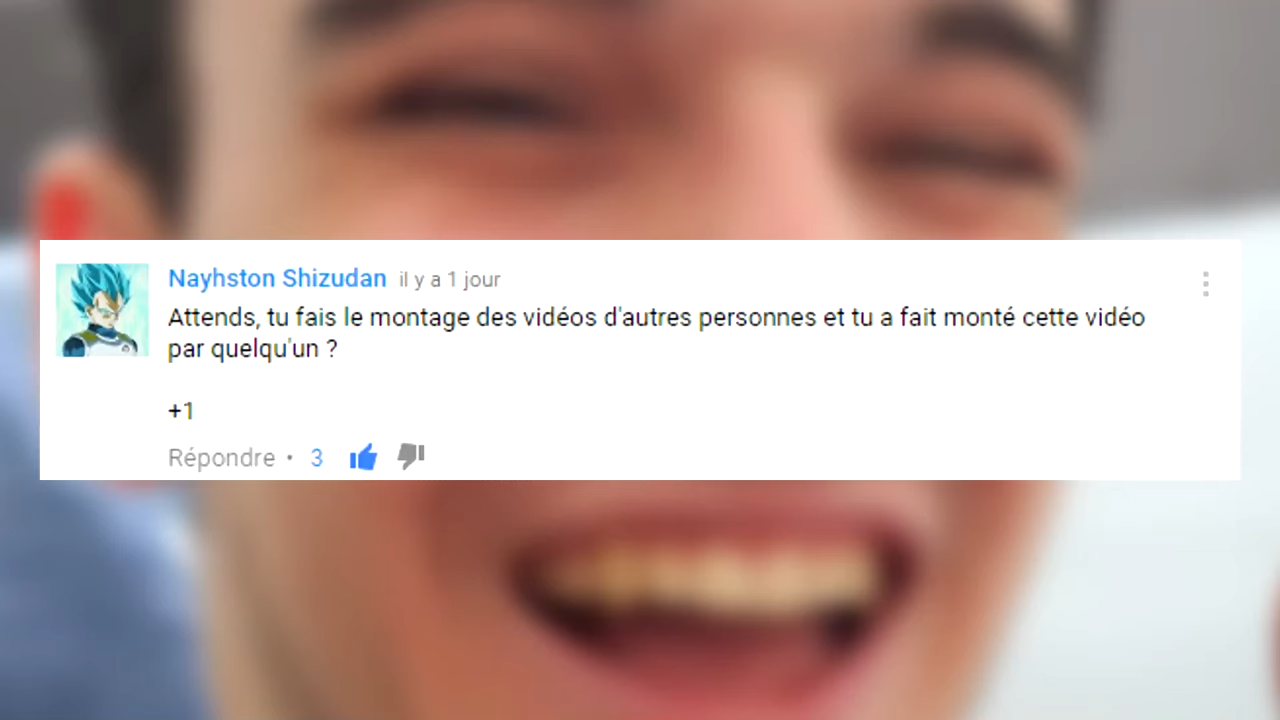 Nayhston Shizudan il y a 1 jour
Attends, tu fais le montage des vidéos d'autres personnes et tu a fait monté cette vidéo
par quelqu'un ?
+1
Répondre • 3